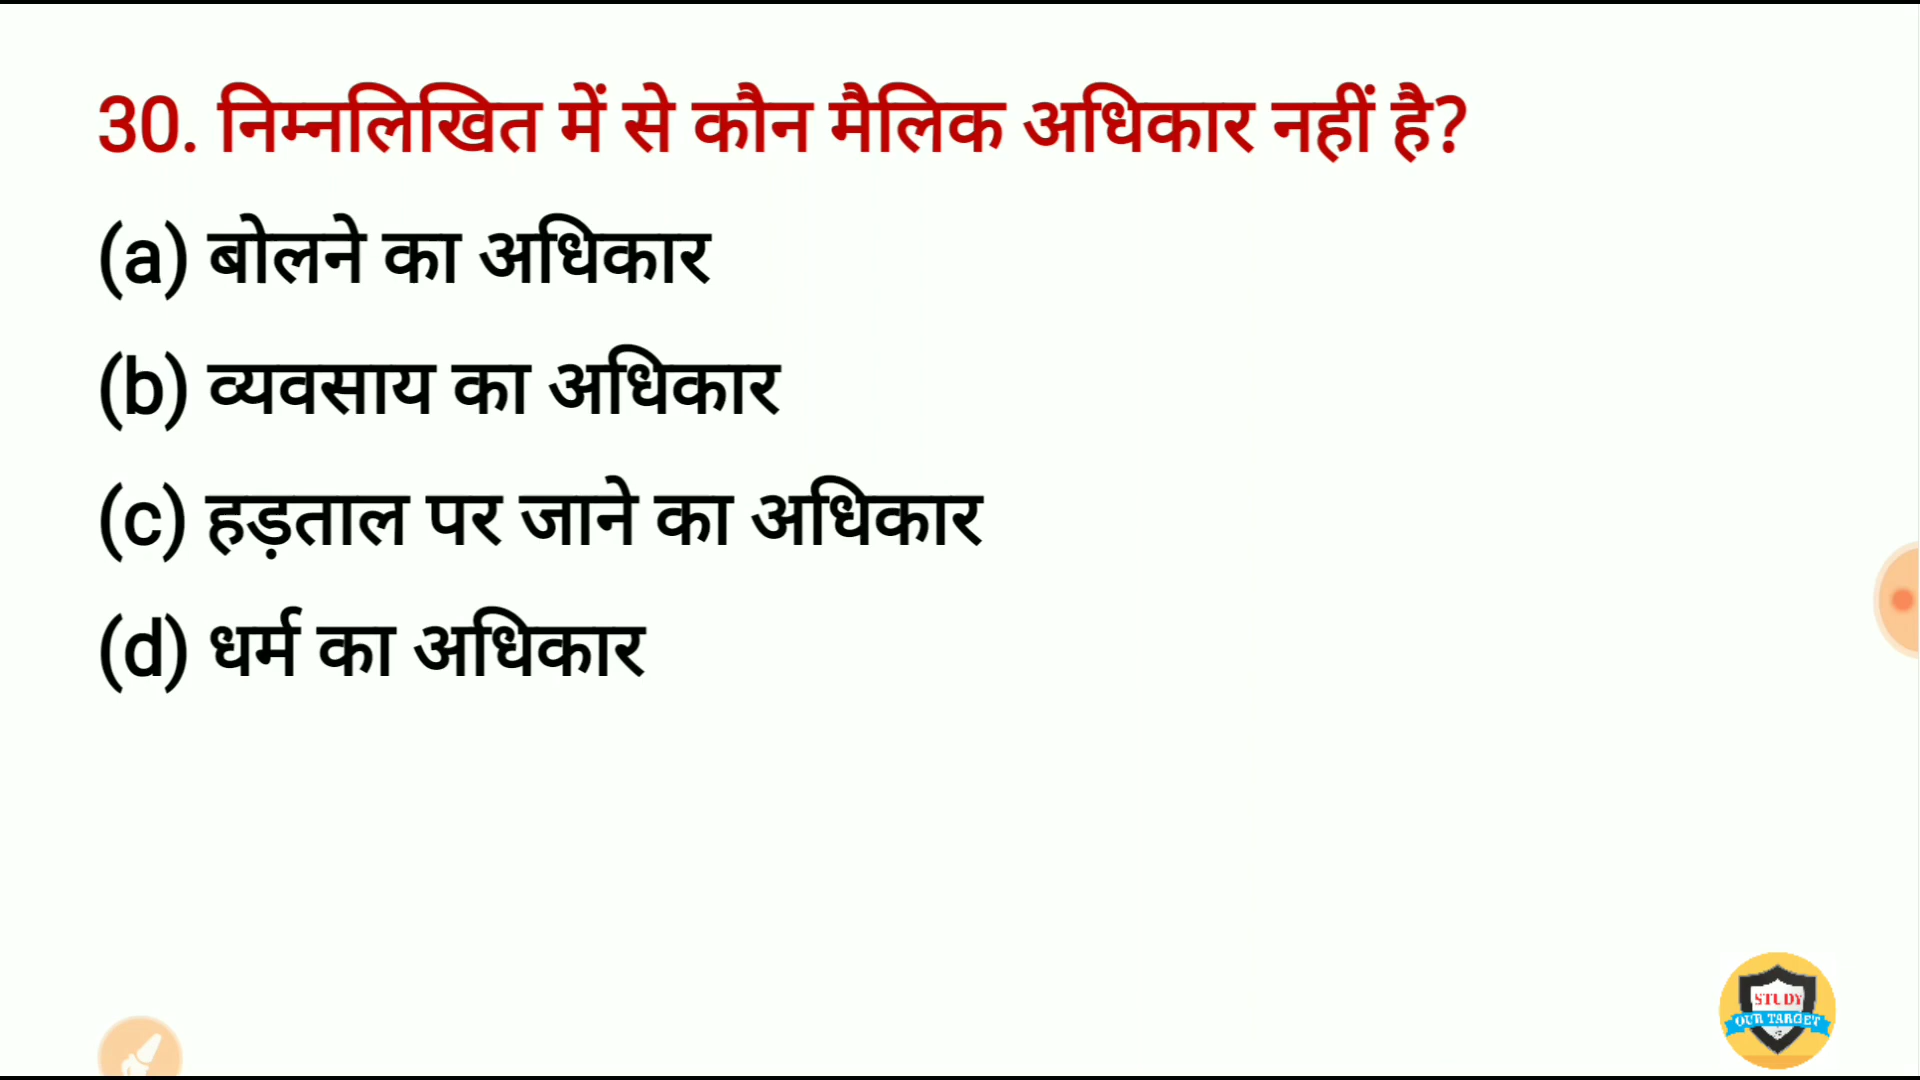 30. निम्नलिखित में से कौन मैलिक अधिकार नहीं है?
(a) बोलने का अधिकार
(b) व्यवसाय का अधिकार
(c) हड़ताल पर जाने का अधिकार
(d) धर्म का अधिकार
STUDY
OUR TARGET